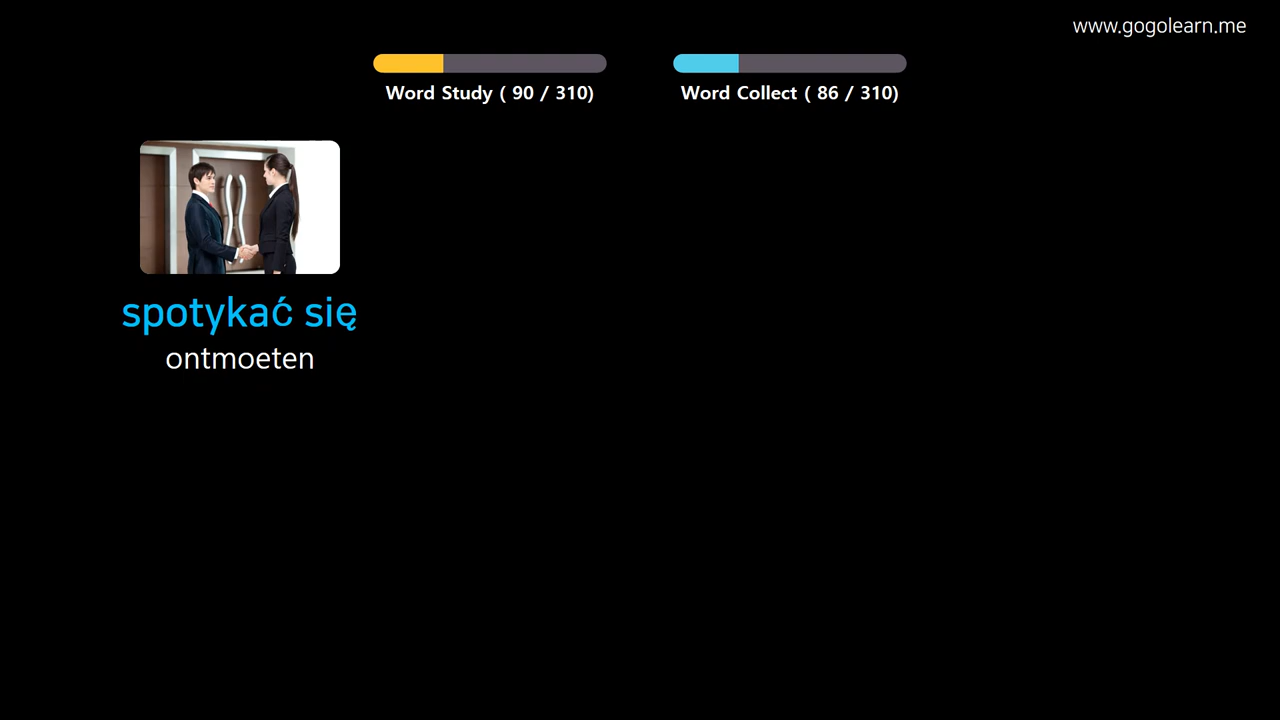 www.gogolearn.me
Word Study ( 90 / 310)
Word Collect ( 86 / 310)
spotykać się
ontmoeten